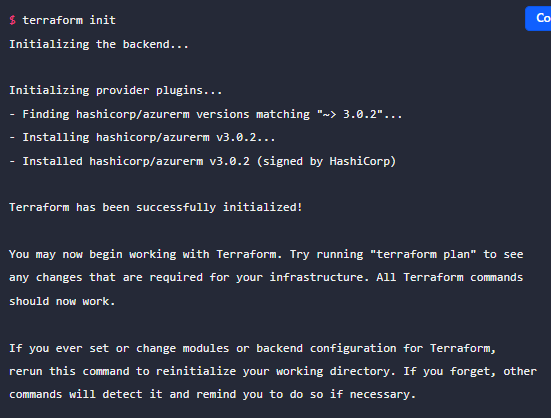 $ terraform init
Co
Initializing the backend...
Initializing provider plugins...
- Finding hashicorp/azurerm versions matching "~> 3.0.2"...
- Installing hashicorp/azurerm v3.0.2...
- Installed hashicorp/azurerm v3.0.2 (signed by HashiCorp)
Terraform has been successfully initialized!
You may now begin working with Terraform. Try running "terraform plan" to see
any changes that are required for your infrastructure. All Terraform commands
should now work.
If you ever set or change modules or backend configuration for Terraform,
rerun this command to reinitialize your working directory. If you forget, other
commands will detect it and remind you to do so if necessary.